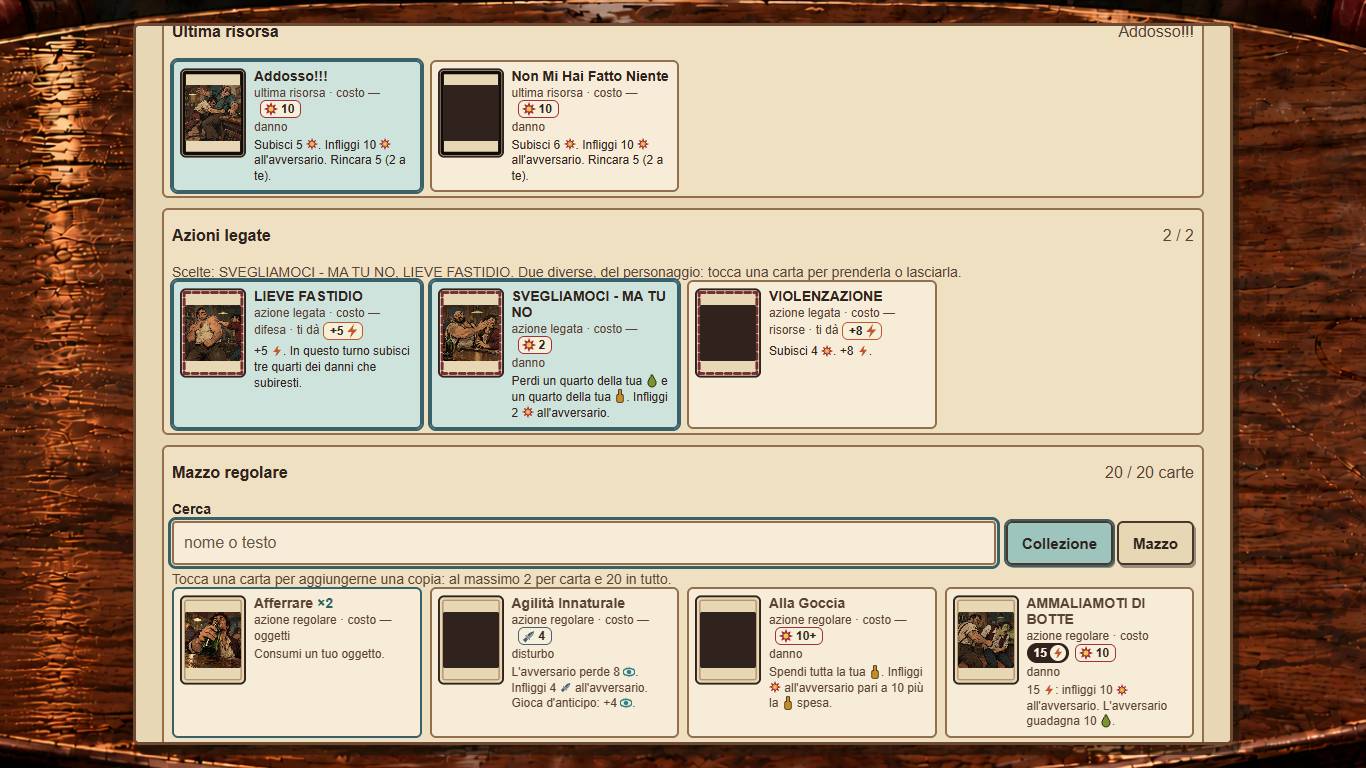 Ultima risorsa
Addosso!!!
Addosso!!!
ultima risorsa · costo —
10
danno
Subisci 5 . Infliggi 10
all'avversario. Rincara 5 (2 a
te).
Non Mi Hai Fatto Niente
ultima risorsa · costo —
10
danno
Subisci 6 . Infliggi 10
all'avversario. Rincara 5 (2 a
te).
Azioni legate
2 / 2
Scelte: SVEGLIAMOCI - MA TU NO, LIEVE FASTIDIO. Due diverse, del personaggio: tocca una carta per prenderla o lasciarla.
LIEVE FASTIDIO
azione legata · costo —
difesa · ti dà +5
+5 . In questo turno subisci
tre quarti dei danni che
subiresti.
SVEGLIAMOCI - MA TU
NO
azione legata · costo —
2
danno
Perdi un quarto della tua e
un quarto della tua . Infliggi
2 all'avversario.
VIOLENZAZIONE
azione legata · costo —
risorse · ti dà +8
Subisci 4 . +8 .
Mazzo regolare
20 / 20 carte
Cerca
nome o testo
Collezione
Mazzo
Tocca una carta per aggiungerne una copia: al massimo 2 per carta e 20 in tutto.
Afferrare ×2
azione regolare · costo —
oggetti
Consumi un tuo oggetto.
Agilità Innaturale
azione regolare · costo —
4
disturbo
L'avversario perde 8 .
Infliggi 4 all'avversario.
Gioca d'anticipo: +4 .
Alla Goccia
azione regolare · costo —
10+
danno
Spendi tutta la tua . Infliggi
all'avversario pari a 10 più
la spesa.
AMMALIAMOTI DI
BOTTE
azione regolare · costo
15 10
danno
15 : infliggi 10
all'avversario. L'avversario
guadagna 10 .